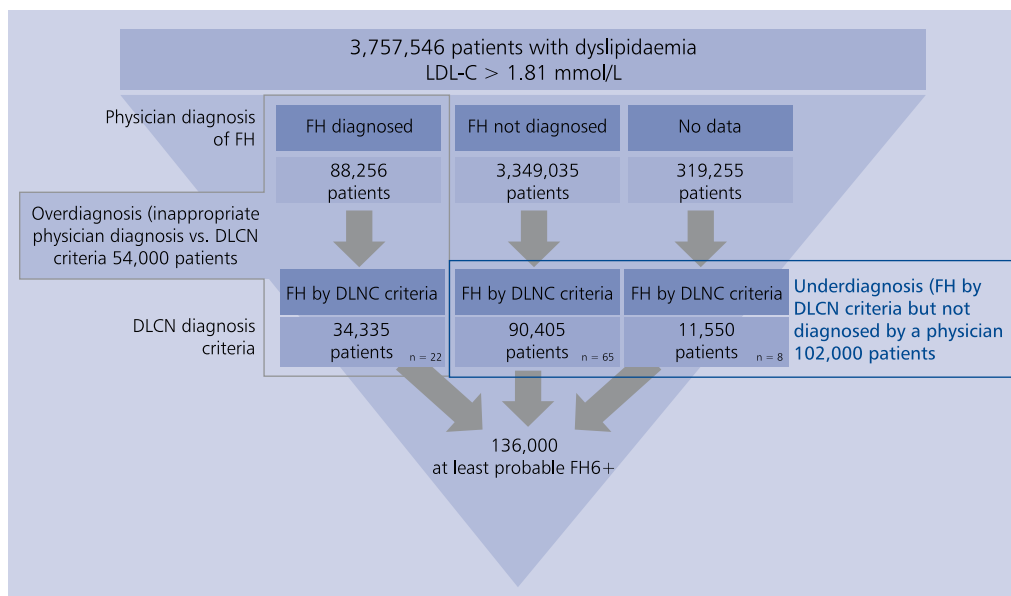 3,757,546 patients with dyslipidaemia
LDL-C > 1.81 mmol/L
Physician diagnosis
of FH
FH diagnosed
FH not diagnosed
No data
88,256
patients
3,349,035
patients
319,255
patients
Overdiagnosis (inappropriate
physician diagnosis vs. DLCN
criteria 54,000 patients
FH by DLNC criteria
FH by DLNC criteria
FH by DLNC criteria
Underdiagnosis (FH by
DLCN criteria but not
diagnosed by a physician
102,000 patients
DLCN diagnosis
criteria
34,335
patients
n = 22
90,405
patients
n = 65
11,550
patients
n = 8
136,000
at least probable FH6+